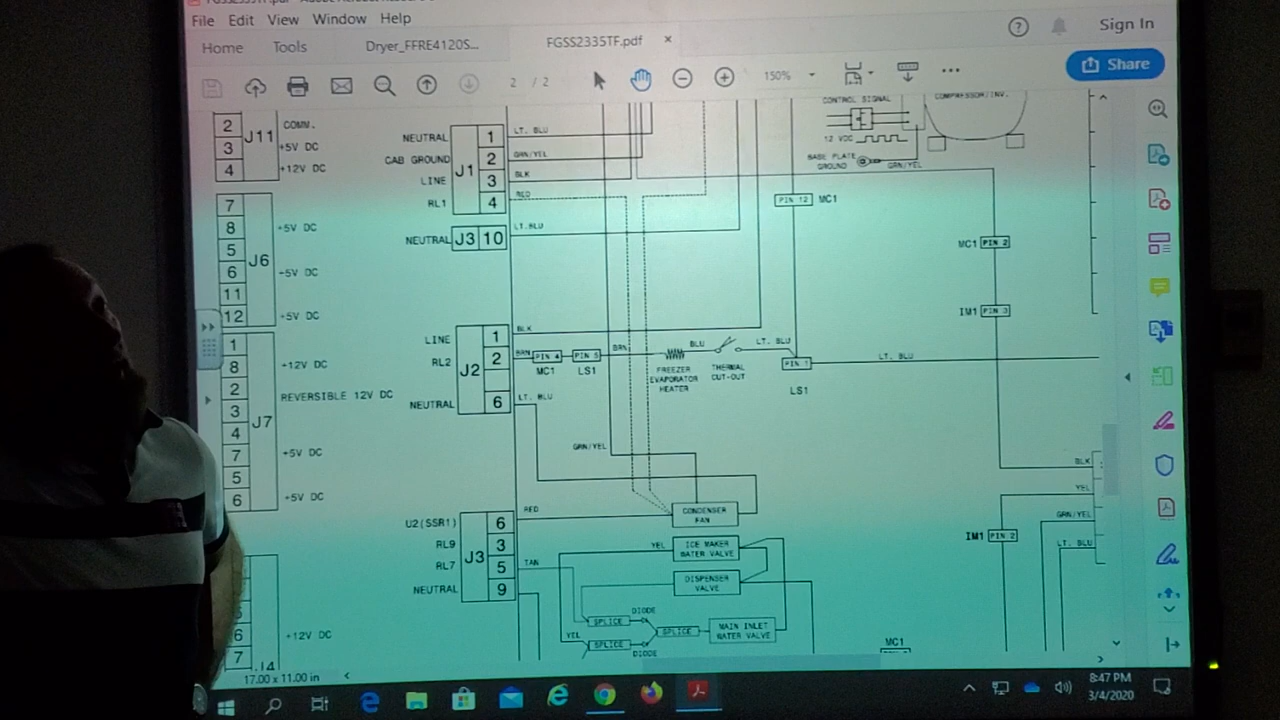 File Edit View Window Help
Sign In
Home Tools Dryer_FFRE4120S... FGSS2335TF.pdf ×
2 / 2 150% Share
2 J11 COMM.
3 +5V DC
4 +12V DC
7 J6
8 +5V DC
5
6 +5V DC
11
12 +5V DC
1 J7
8 +12V DC
2 REVERSIBLE 12V DC
3
4
7 +5V DC
5
6 +5V DC
6 +12V DC
7 J4
NEUTRAL J1 1 LT. BLU
CAB GROUND 2 GRN/YEL
LINE 3 BLK
RL1 4 RED
NEUTRAL J3 10 LT.BLU
LINE J2 1 BLK
RL2 2 BRN PIN 4 PIN 5 BRN
MC1 LS1
NEUTRAL 6 LT. BLU
FREEZER
EVAPORATOR
HEATER
BLU
THERMAL
CUT-OUT
LT. BLU
PIN 1
LS1
LT. BLU
GRN/YEL
U2(SSR1) J3 6 RED
RL9 3
RL7 5 TAN
NEUTRAL 9
CONDENSER
FAN
YEL ICE MAKER
WATER VALVE
DISPENSER
VALVE
DIODE
SPLICE SPLICE
YEL SPLICE
DIODE
MAIN INLET
WATER VALVE
CONTROL SIGNAL
COMPRESSOR/INV.
12 VDC
BASE PLATE
GROUND
GRN/YEL
PIN 12 MC1
MC1 PIN 2
IM1 PIN 3
BLK
YEL
GRN/YEL
IM1 PIN 2
LT. BLU
MC1
17.00 x 11.00 in
8:47 PM
3/4/2020